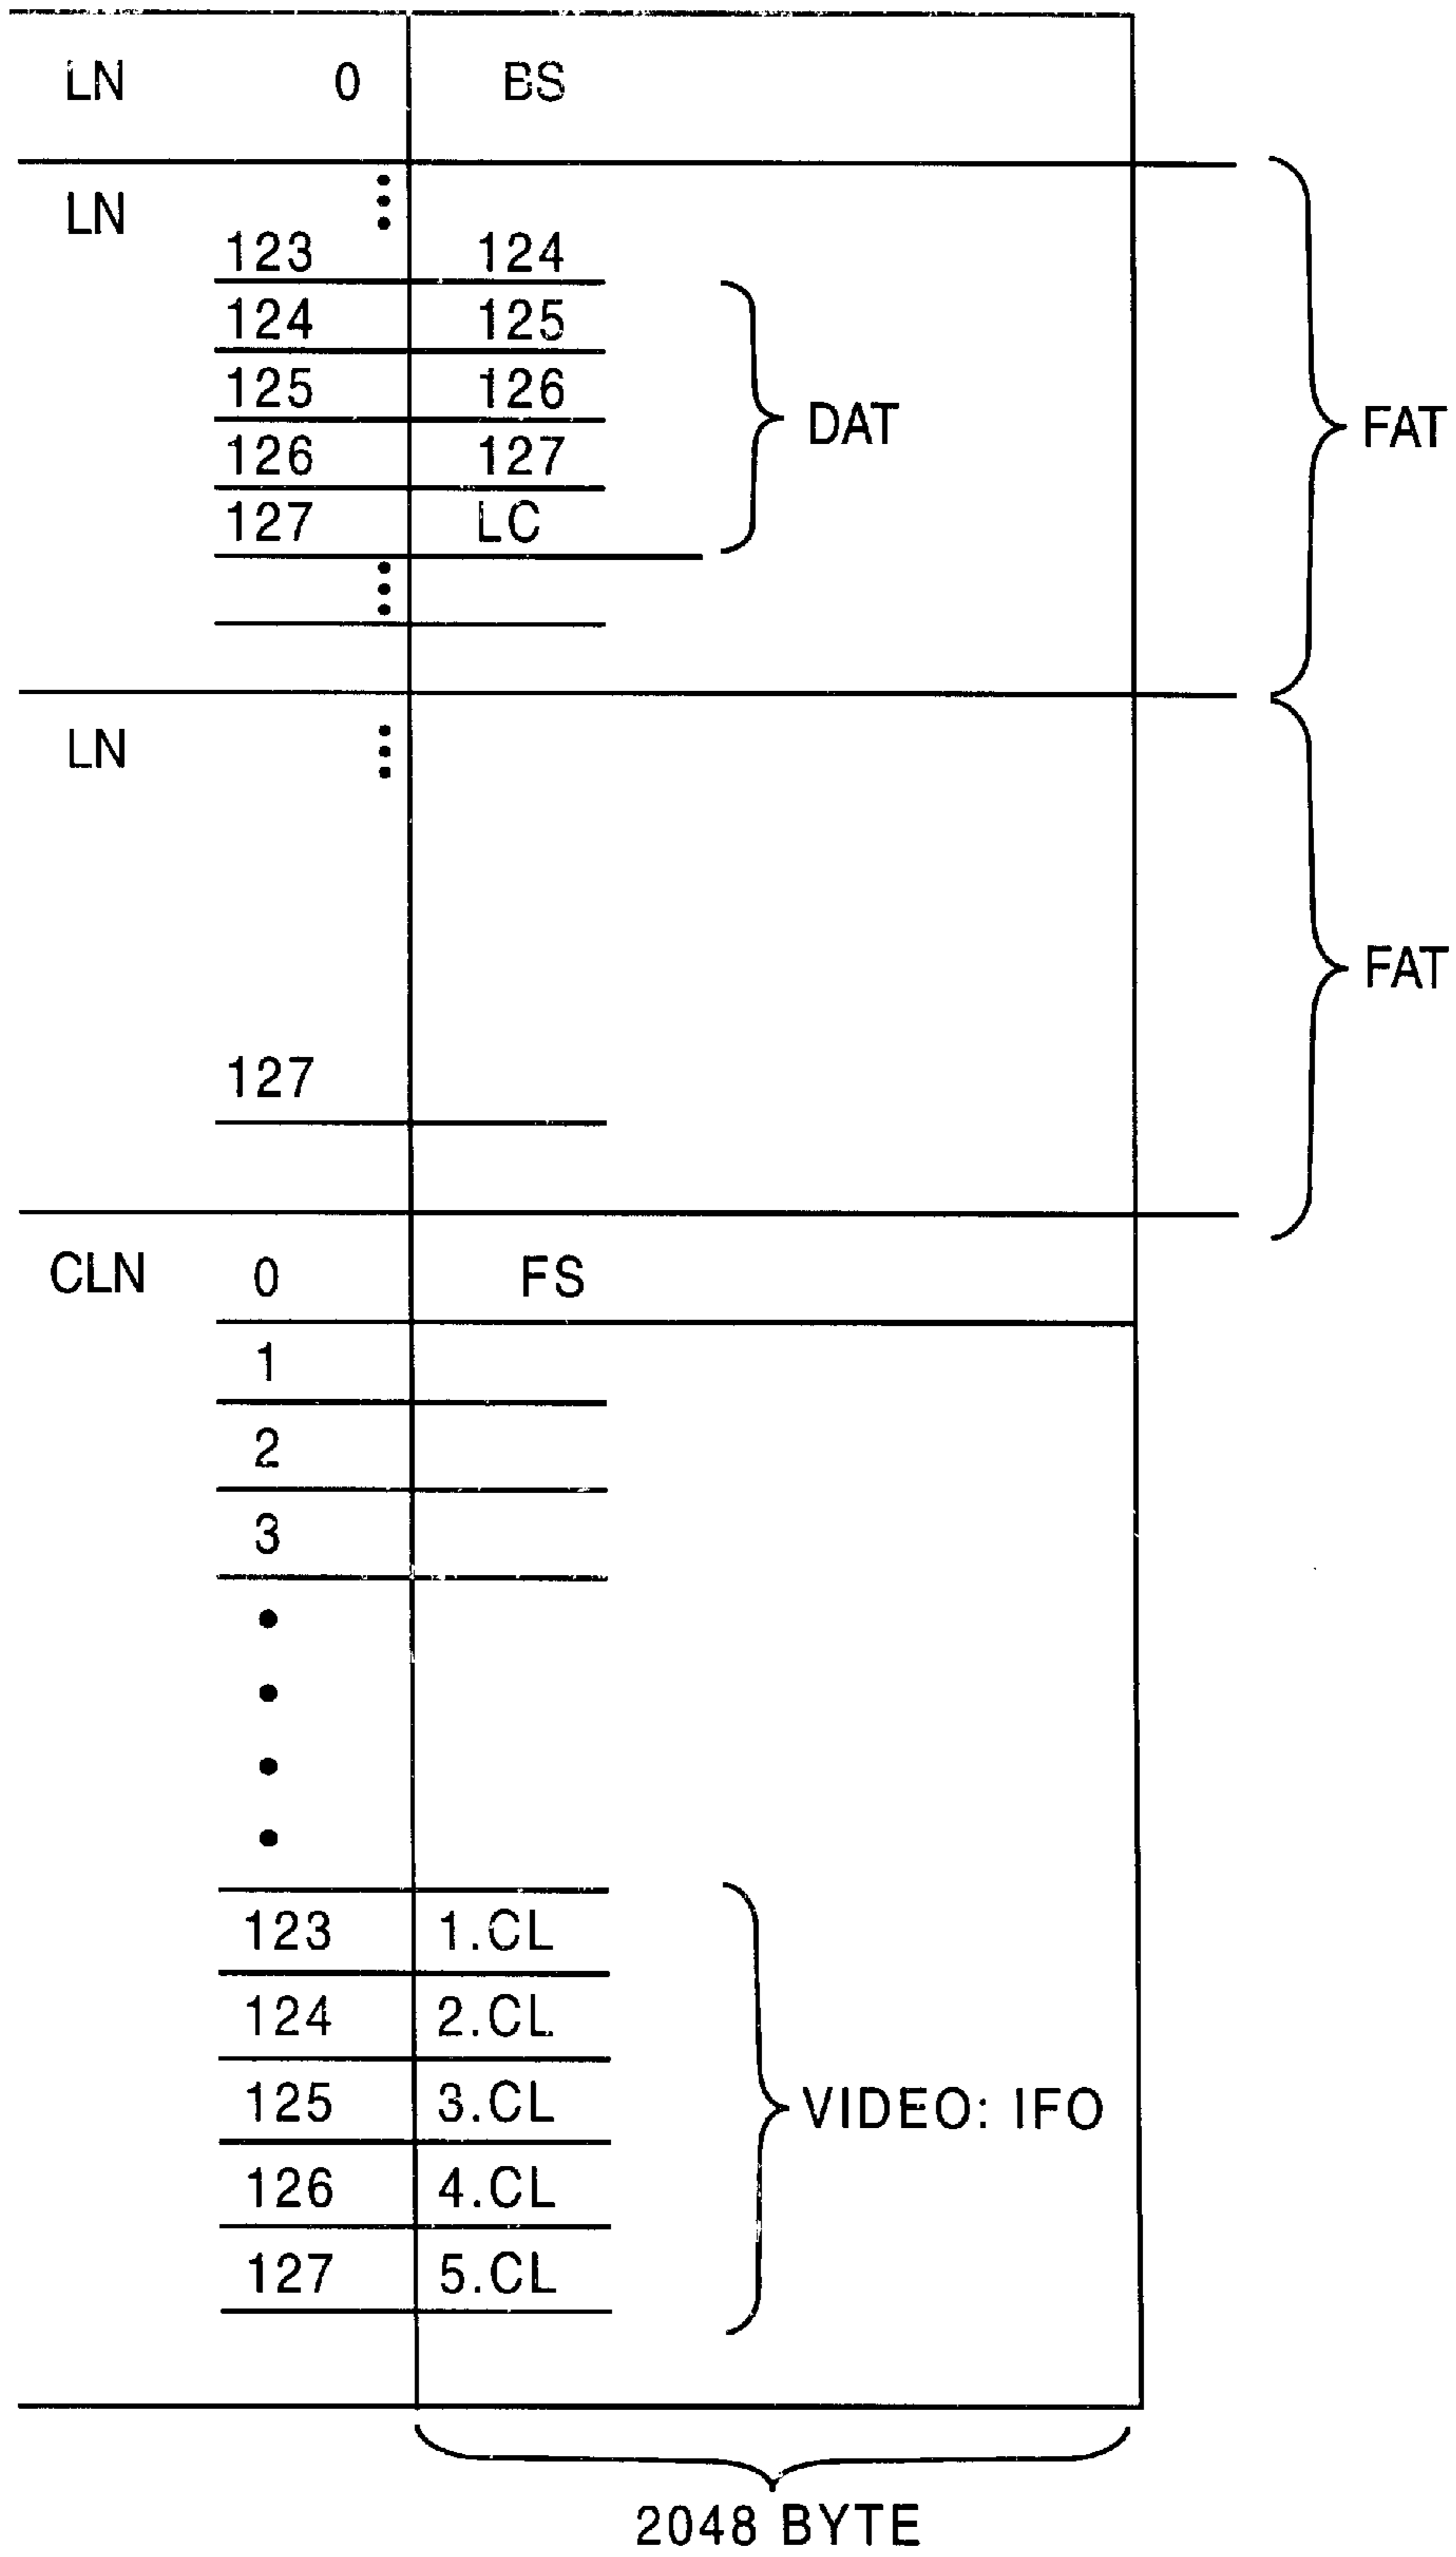 LN 0 BS
LN
123 124
124 125
125 126
DAT FAT
126 127
127 LC
LN
FAT
127
CLN 0 FS
1
2
3
123 1.CL
124 2.CL
125 3.CL
VIDEO: IFO
126 4.CL
127 5.CL
2048 BYTE